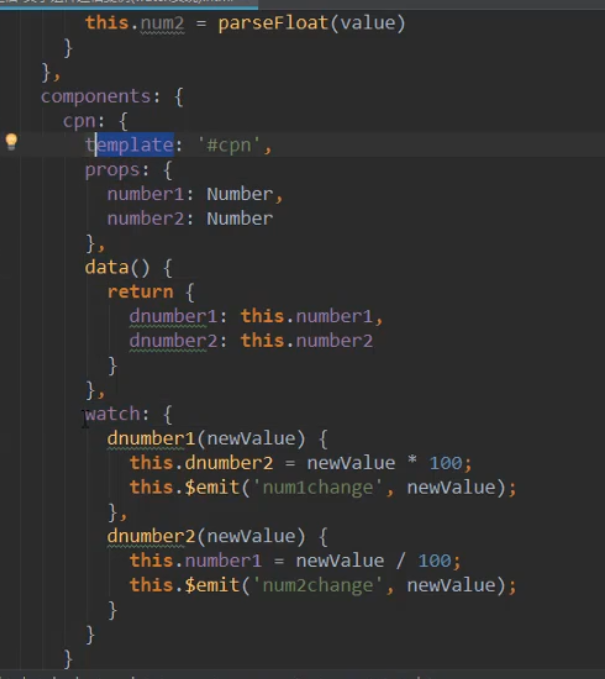 this.num2 = parseFloat(value)
}
},
components: {
cpn: {
template: '#cpn',
props: {
number1: Number,
number2: Number
},
data() {
return {
dnumber1: this.number1,
dnumber2: this.number2
}
},
watch: {
dnumber1(newValue) {
this.dnumber2 = newValue * 100;
this.$emit('num1change', newValue);
},
dnumber2(newValue) {
this.number1 = newValue / 100;
this.$emit('num2change', newValue);
}
}
}